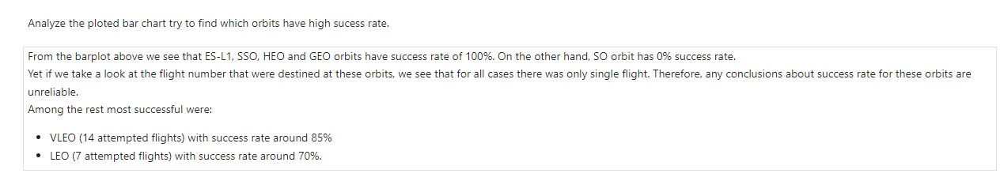 Analyze the ploted bar chart try to find which orbits have high sucess rate.
From the barplot above we see that ES-L1, SSO, HEO and GEO orbits have success rate of 100%. On the other hand, SO orbit has 0% success rate.
Yet if we take a look at the flight number that were destined at these orbits, we see that for all cases there was only single flight. Therefore, any conclusions about success rate for these orbits are
unreliable.
Among the rest most successful were:
• VLEO (14 attempted flights) with success rate around 85%
• LEO (7 attempted flights) with success rate around 70%.